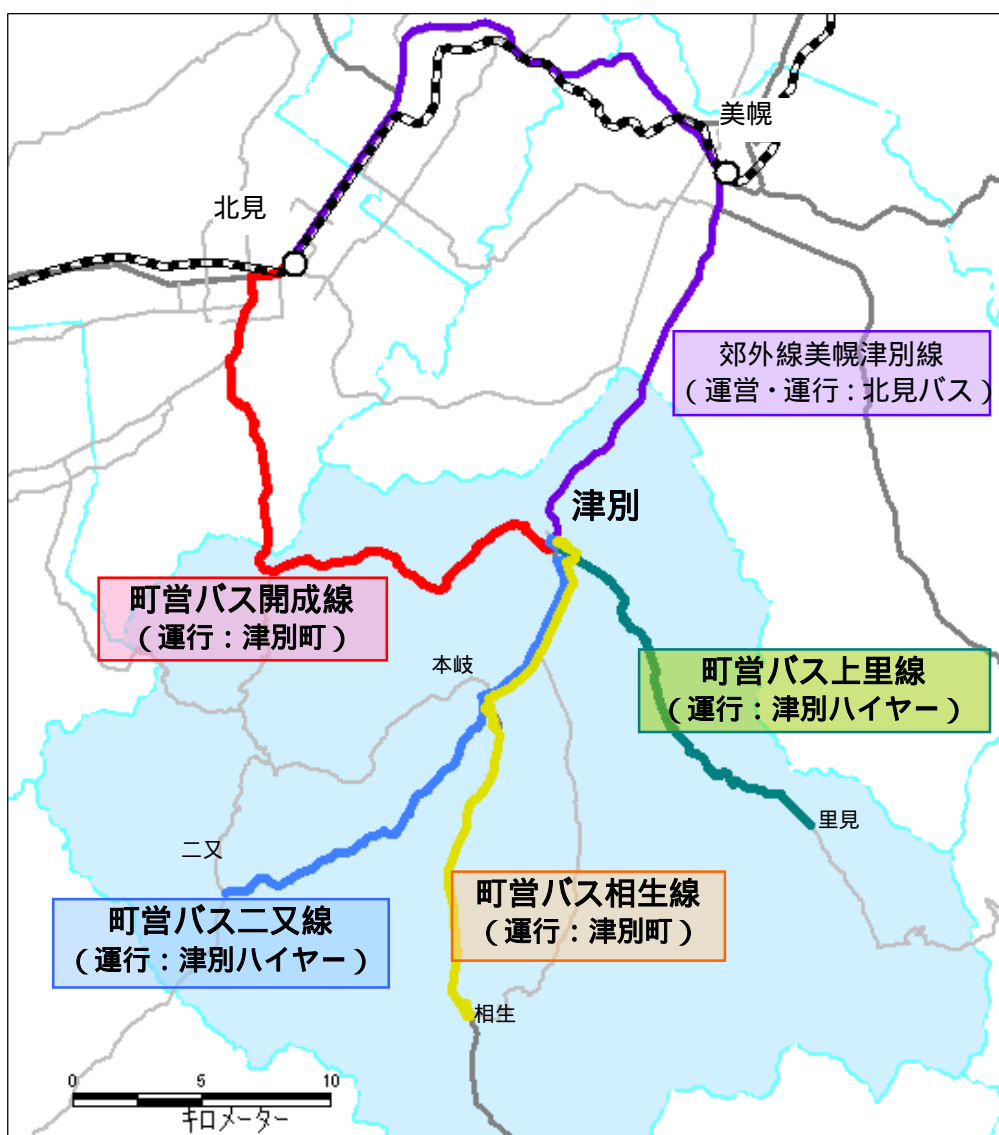 美幌
北見
郊外線美幌津別線
（運営・運行：北見バス）
津別
町営バス開成線
（運行：津別町）
本岐
町営バス上里線
（運行：津別ハイヤー）
里見
二又
町営バス相生線
（運行：津別町）
町営バス二又線
（運行：津別ハイヤー）
相生
0 5 10
キロメーター